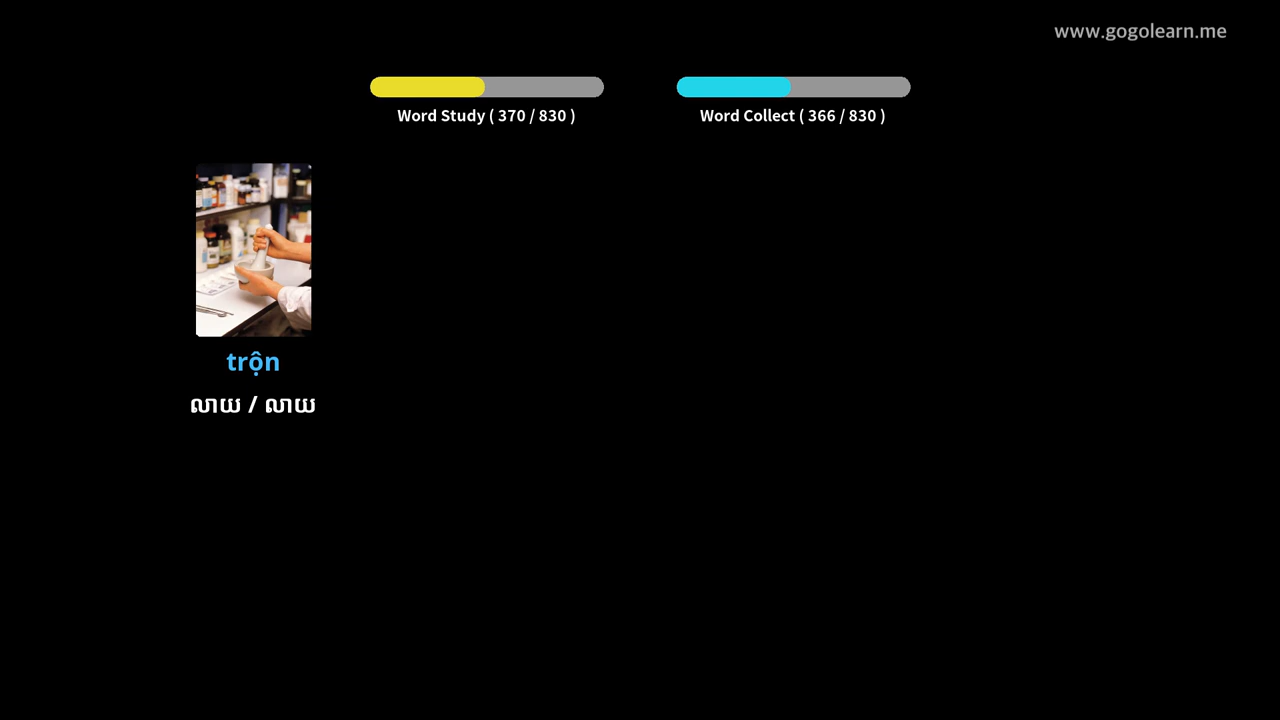 www.gogolearn.me
Word Study ( 370 / 830 )
Word Collect ( 366 / 830 )
trộn
លាយ / លាយ